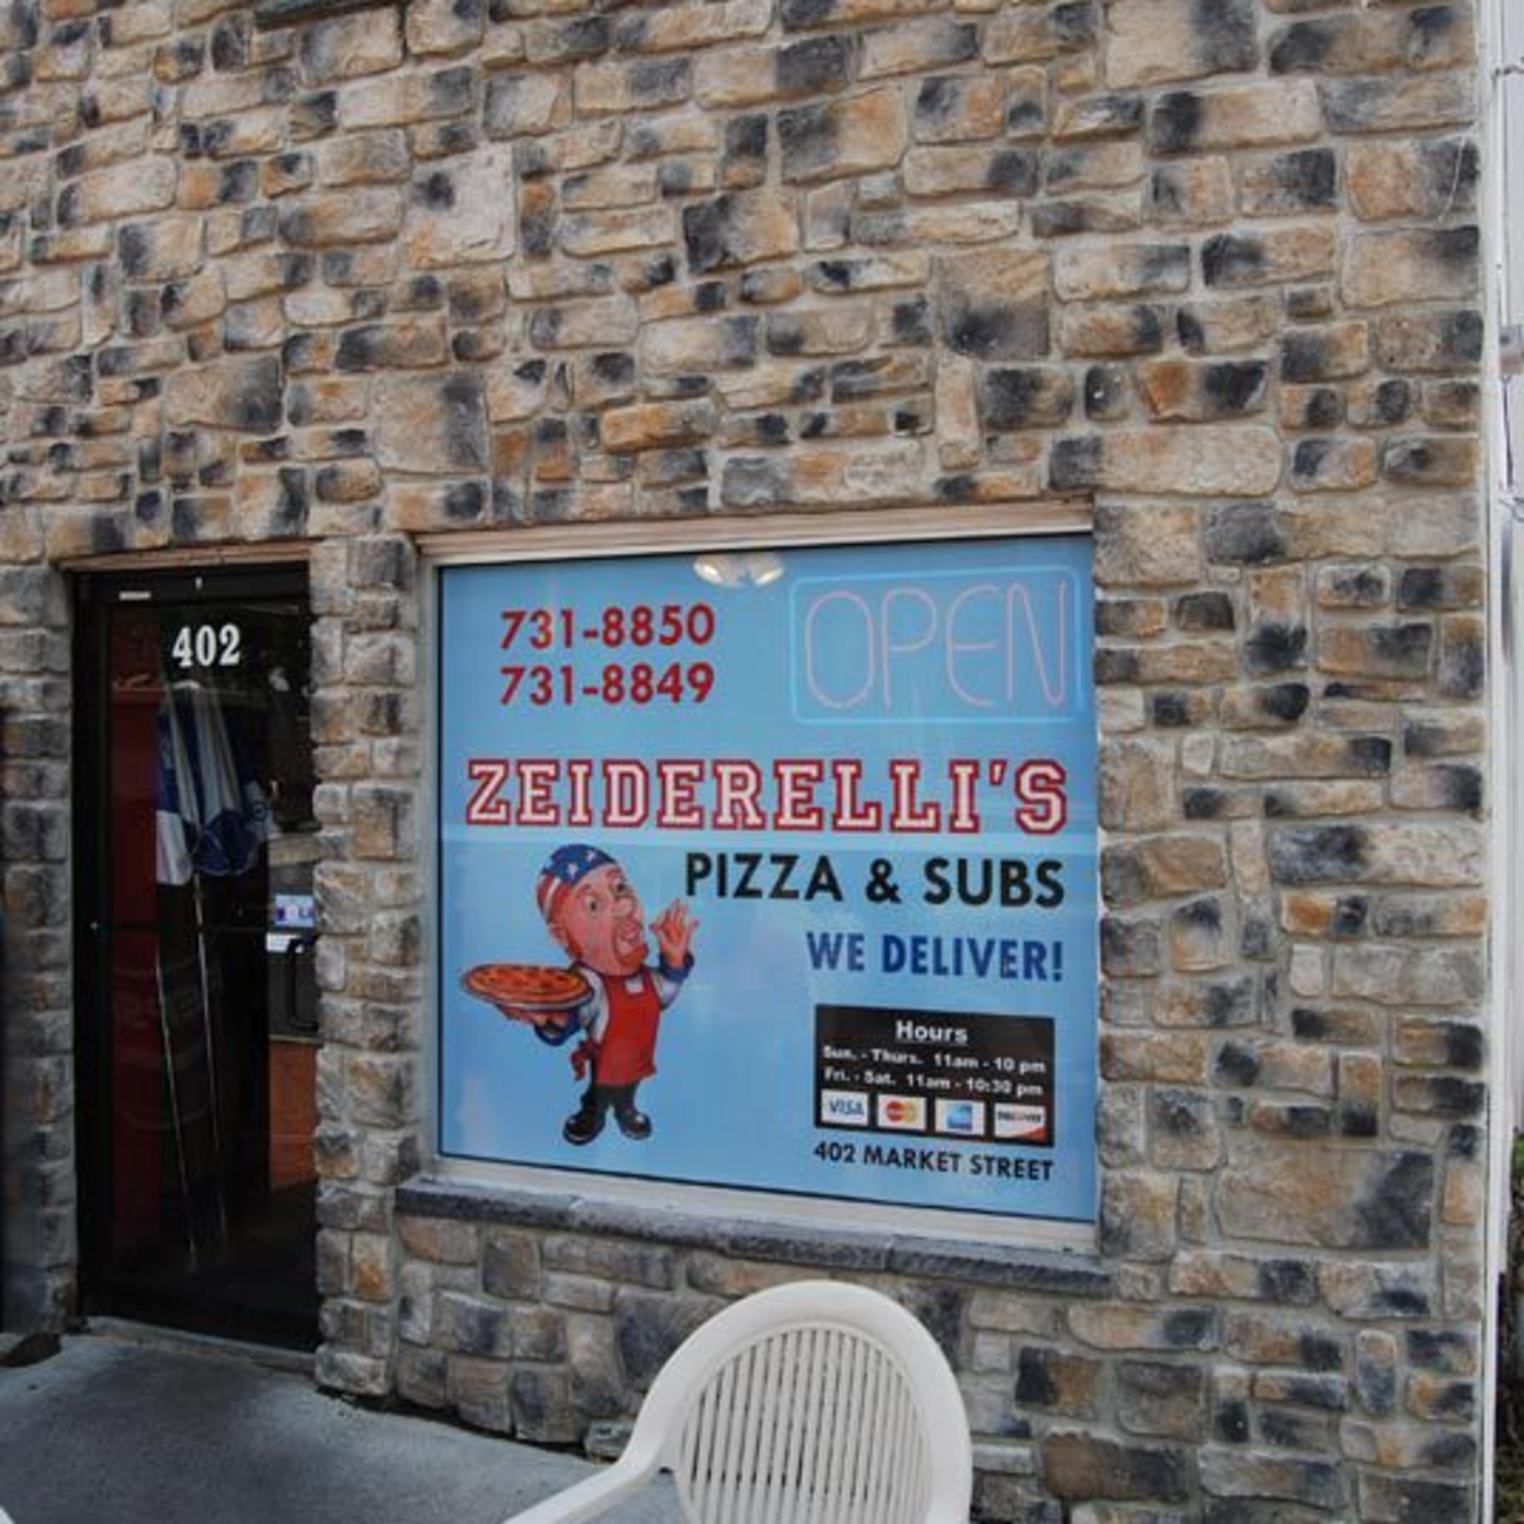 402
731-8850
731-8849
OPEN
ZEIDERELLI'S
PIZZA & SUBS
WE DELIVER!
Hours
Sun. - Thurs. 11am - 10 pm
Fri. - Sat. 11am - 10:30 pm
VISA
DISCOVER
402 MARKET STREET